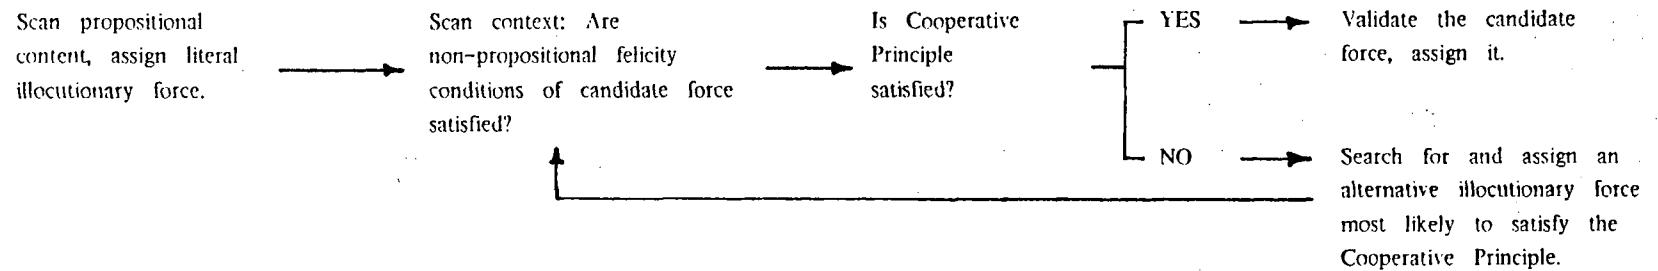 Scan propositional
content, assign literal
illocutionary force.
Scan context: Are
non-propositional felicity
conditions of candidate force
satisfied?
Is Cooperative
Principle
satisfied?
YES
Validate the candidate
force, assign it.
NO
Search for and assign an
alternative illocutionary force
most likely to satisfy the
Cooperative Principle.